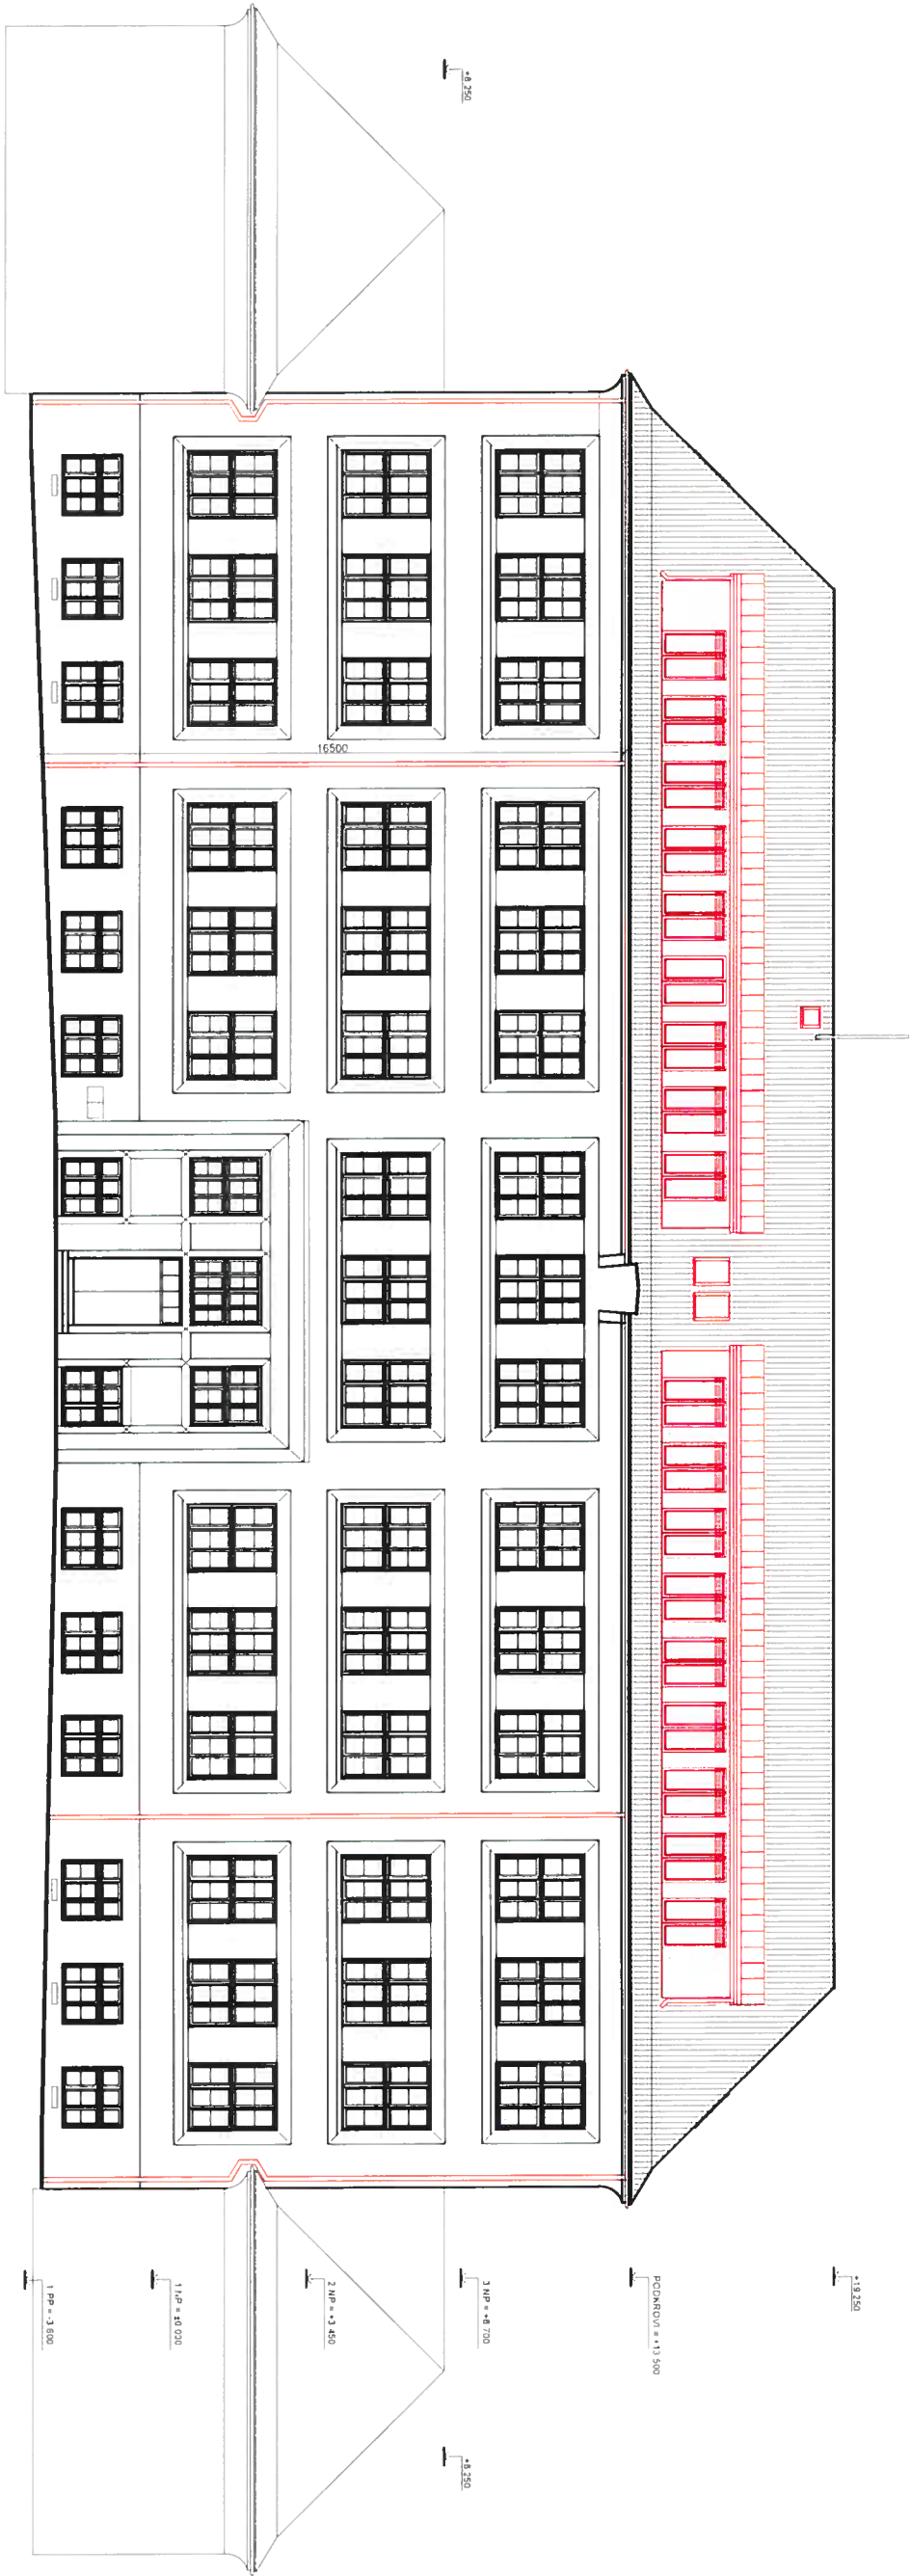 +8.250
16500
+19.250
PODKROVÍ = +13.500
3.NP = +8.700
2.NP = +3.450
1.NP = ±0.000
1.PP = -3.600
+8.250